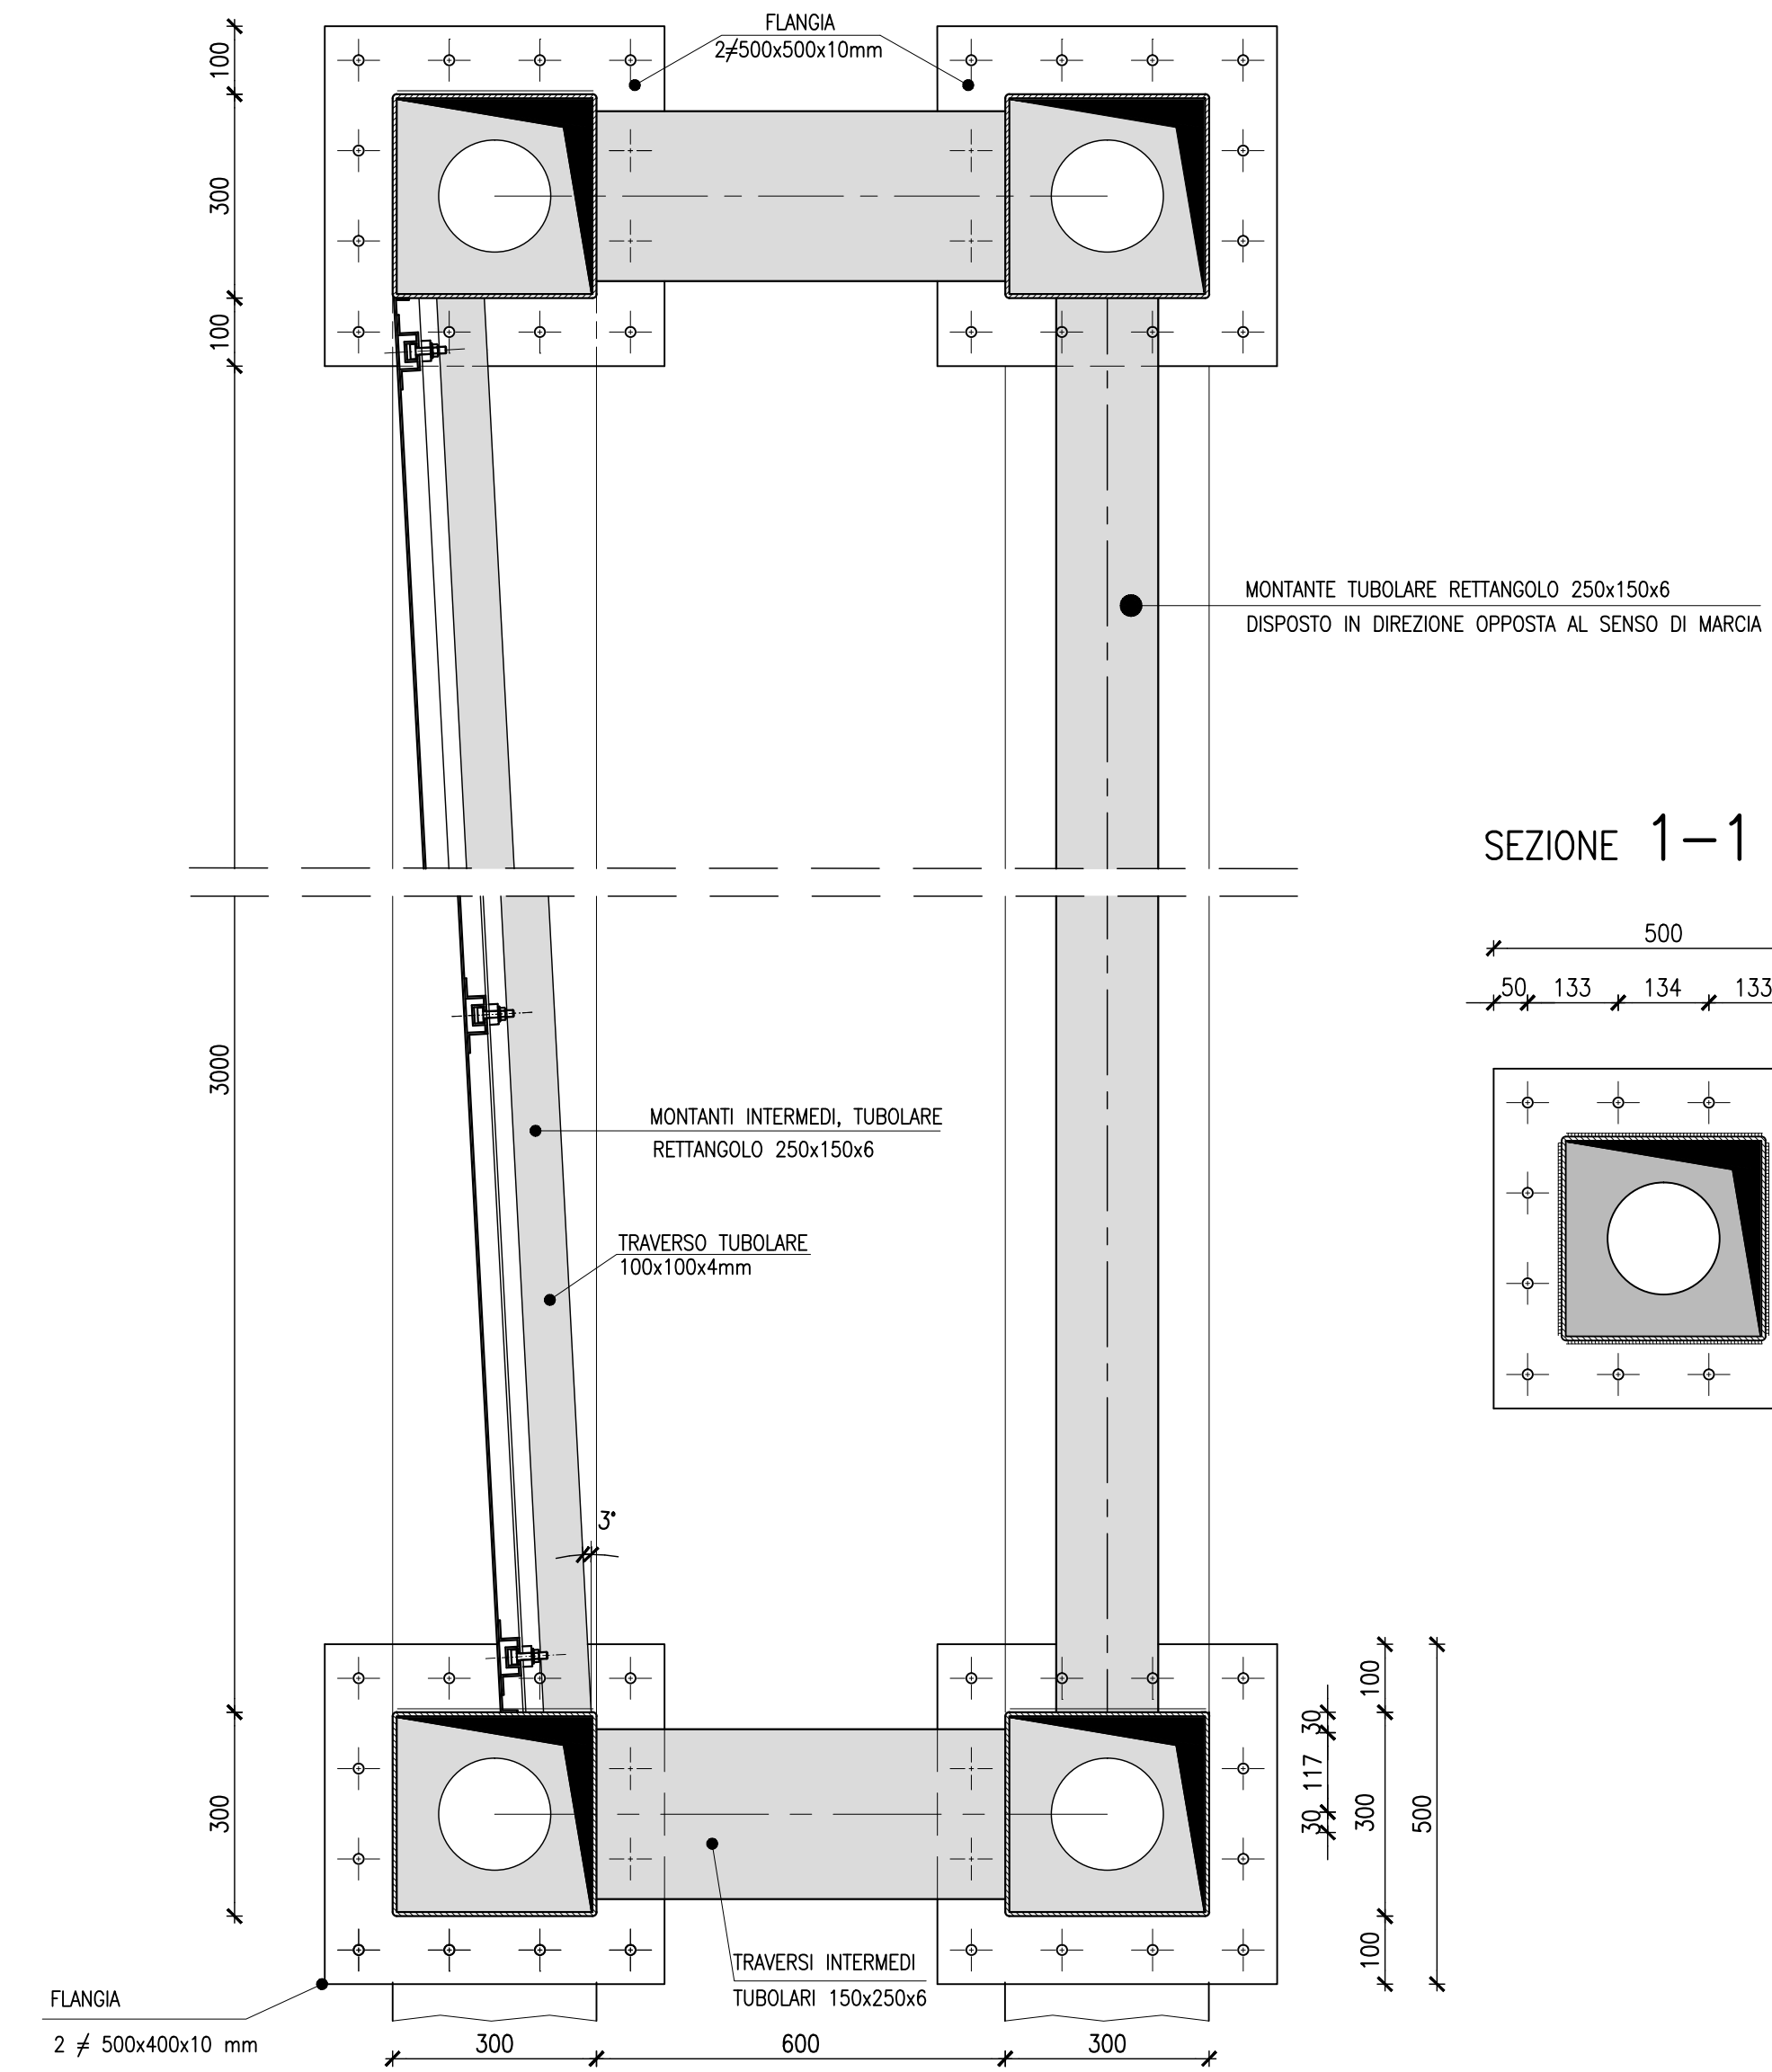 FLANGIA
2≠500x500x10mm
100
300
100
MONTANTE TUBOLARE RETTANGOLO 250x150x6
DISPOSTO IN DIREZIONE OPPOSTA AL SENSO DI MARCIA
SEZIONE 1-1
500
50 133 134 133
3000
MONTANTI INTERMEDI, TUBOLARE
RETTANGOLO 250x150x6
TRAVERSO TUBOLARE
100x100x4mm
3°
300
30
117
30
100
300
100
500
TRAVERSI INTERMEDI
TUBOLARI 150x250x6
FLANGIA
2 ≠ 500x400x10 mm
300 600 300